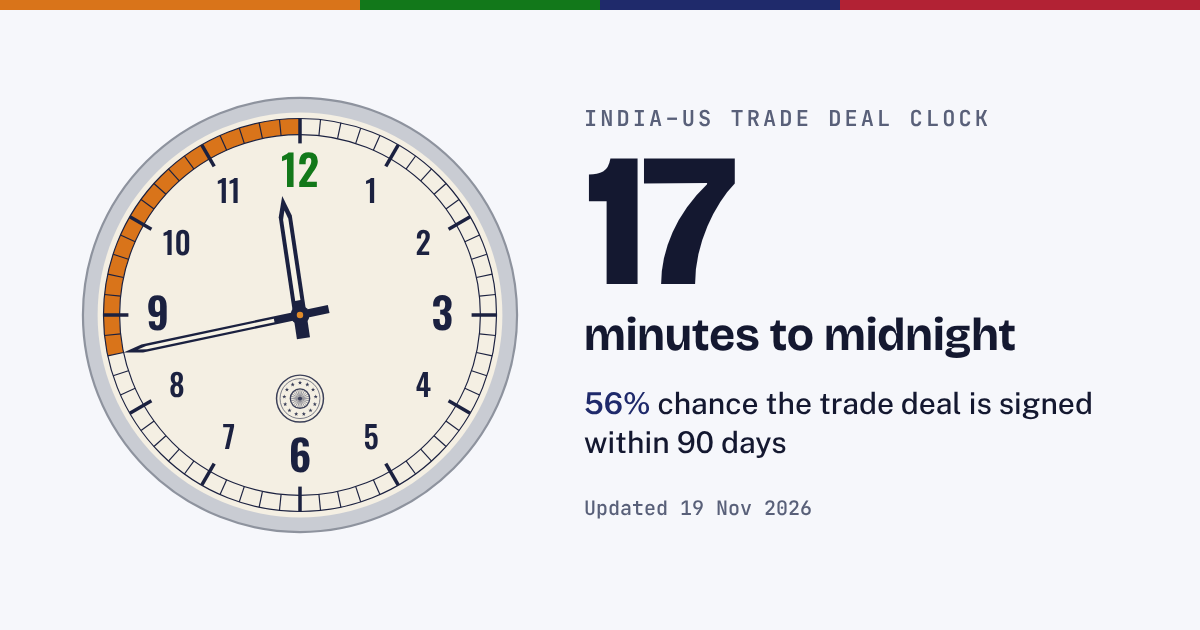 INDIA–US TRADE DEAL CLOCK
17
minutes to midnight
56% chance the trade deal is signed
within 90 days
Updated 19 Nov 2026
12
1
2
3
4
5
6
7
8
9
10
11